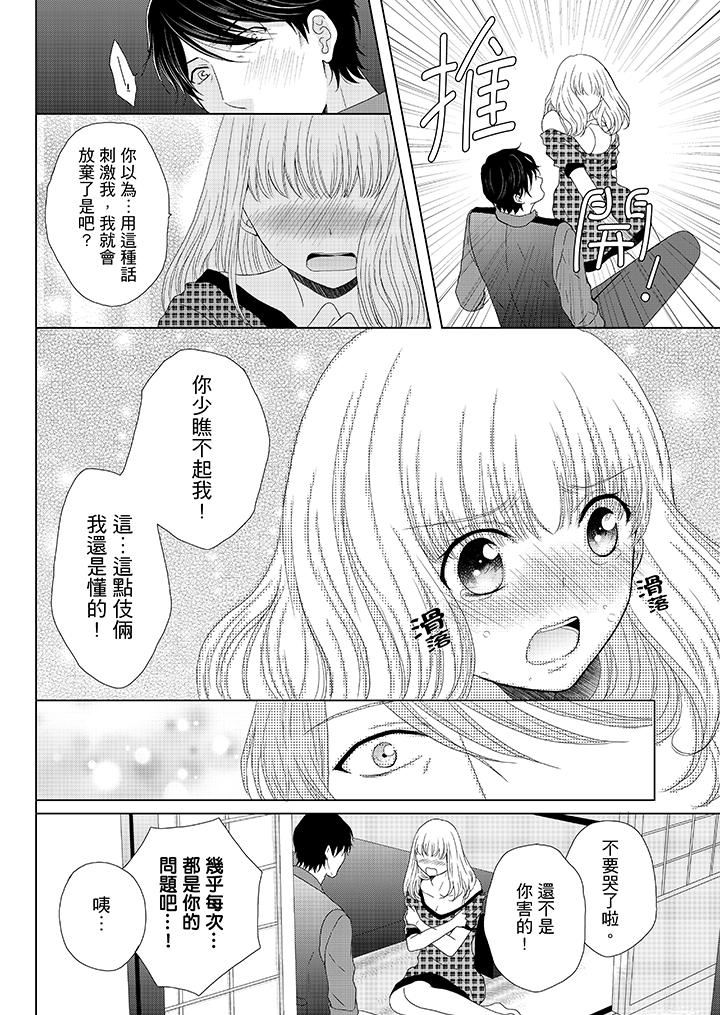 推
開！
…！
你以為…用這種話
刺激我，我就會
放棄了是吧？
你少瞧不起我！
這…這點伎倆
我還是懂的！
滑落
滑落
不要哭了啦。
還不是
你害的！
幾乎每次…
都是你的
問題吧…！
咦…